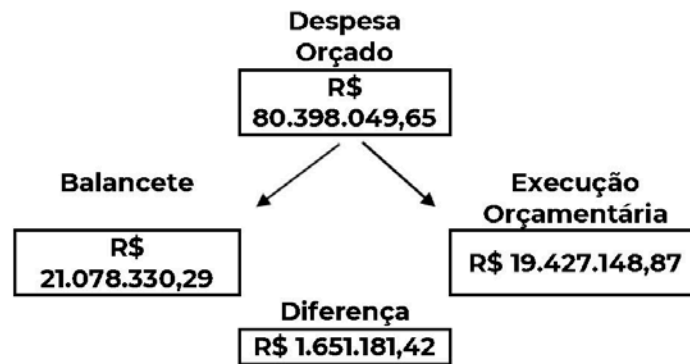 Despesa
Orçado
R$
80.398.049,65
Balancete
R$
21.078.330,29
Execução
Orçamentária
R$ 19.427.148,87
Diferença
R$ 1.651.181,42